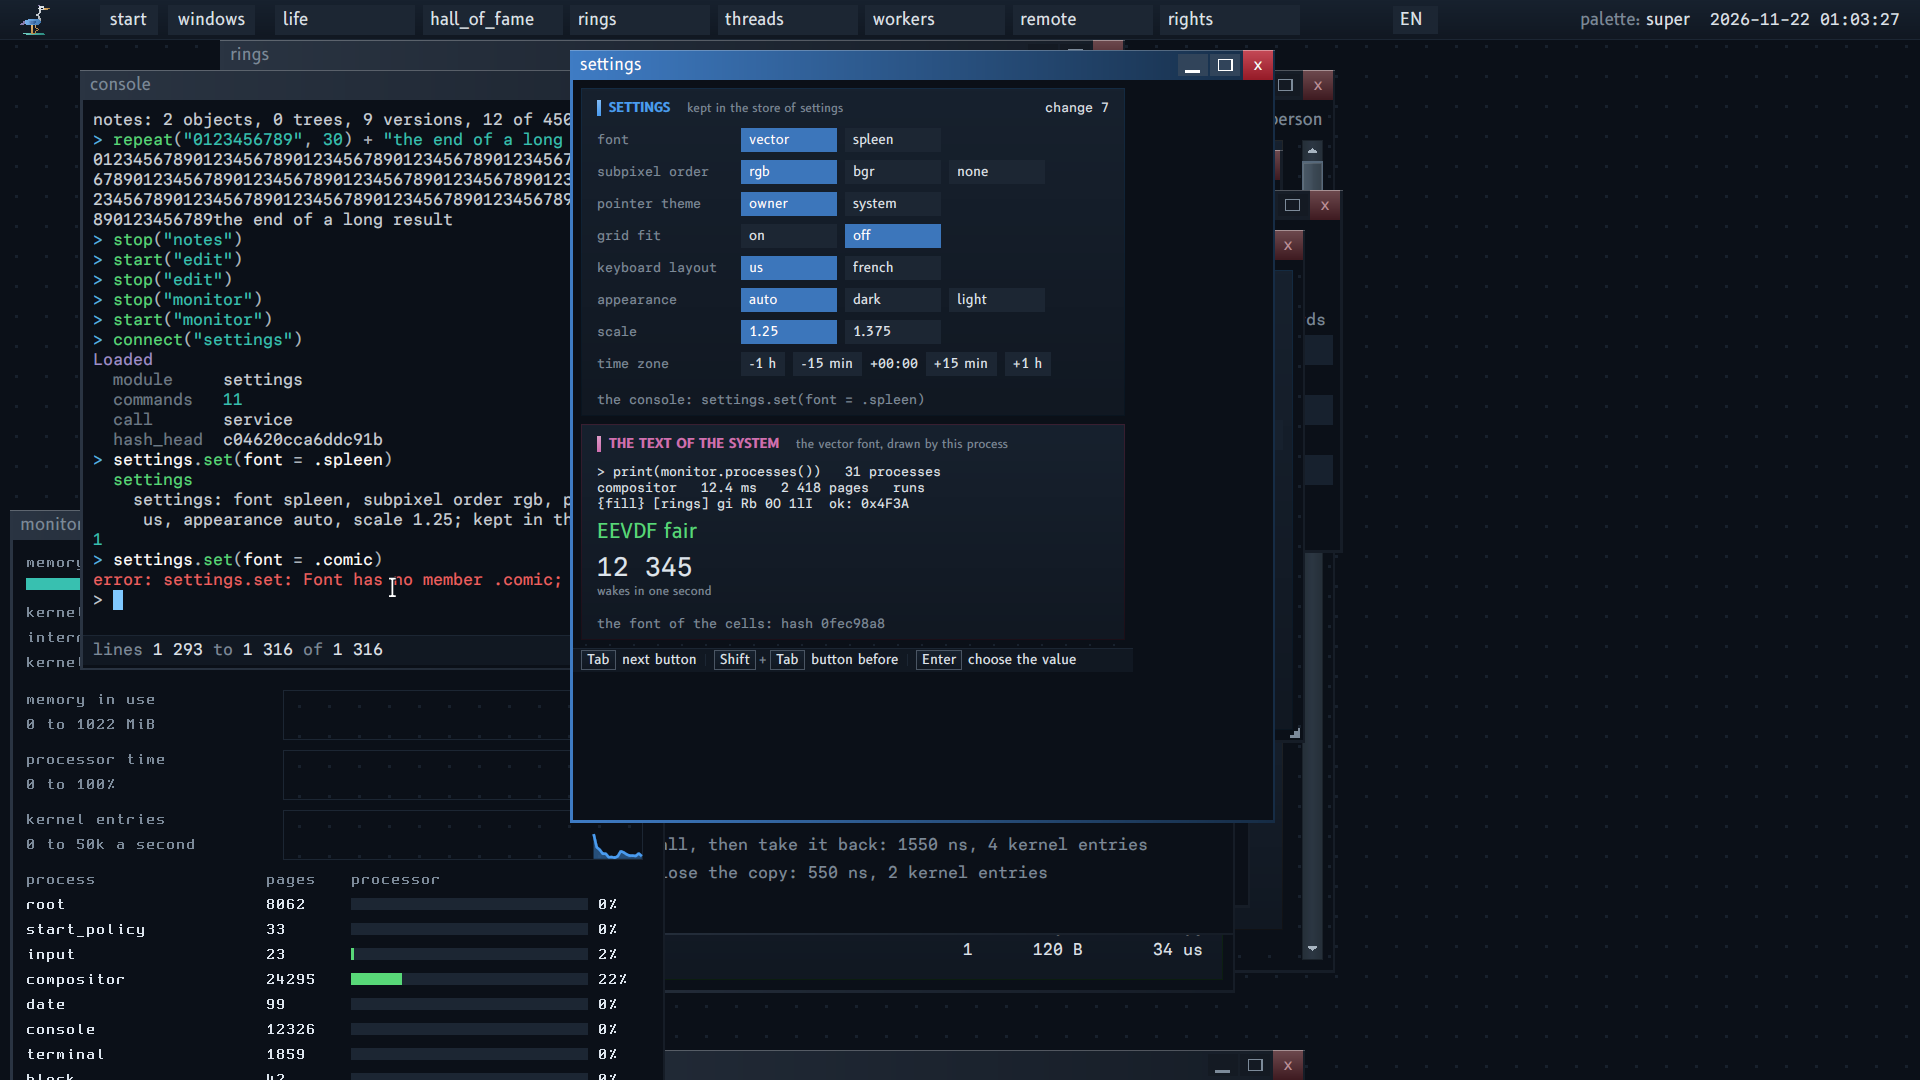 start windows life hall_of_fame rings threads workers remote rights EN palette: super 2026-11-22 01:03:27
rings
console
notes: 2 objects, 0 trees, 9 versions, 12 of 450
> repeat("0123456789", 30) + "the end of a long
890123456789the end of a long result
> stop("notes")
> start("edit")
> stop("edit")
> stop("monitor")
> start("monitor")
> connect("settings")
Loaded
module settings
commands 11
call service
hash_head c04620cca6ddc91b
> settings.set(font = .spleen)
settings
settings: font spleen, subpixel order rgb, p
us, appearance auto, scale 1.25; kept in th
1
> settings.set(font = .comic)
error: settings.set: Font has no member .comic;
>
lines 1 293 to 1 316 of 1 316
settings
x
SETTINGS kept in the store of settings change 7
font vector spleen
subpixel order rgb bgr none
pointer theme owner system
grid fit on off
keyboard layout us french
appearance auto dark light
scale 1.25 1.375
time zone -1 h -15 min +00:00 +15 min +1 h
the console: settings.set(font = .spleen)
THE TEXT OF THE SYSTEM the vector font, drawn by this process
> print(monitor.processes()) 31 processes
compositor 12.4 ms 2 418 pages runs
{fill} [rings] gi Rb 0O 1lI ok: 0x4F3A
EEVDF fair
12 345
wakes in one second
the font of the cells: hash 0fec98a8
Tab next button Shift + Tab button before Enter choose the value
x
person
x
x
ds
memory in use
0 to 1022 MiB
processor time
0 to 100%
kernel entries
0 to 50k a second
process pages processor
root 8062 0%
start_policy 33 0%
input 23 2%
compositor 24295 22%
date 99 0%
console 12326 0%
terminal 1859 0%
all, then take it back: 1550 ns, 4 kernel entries
lose the copy: 550 ns, 2 kernel entries
1 120 B 34 us
x